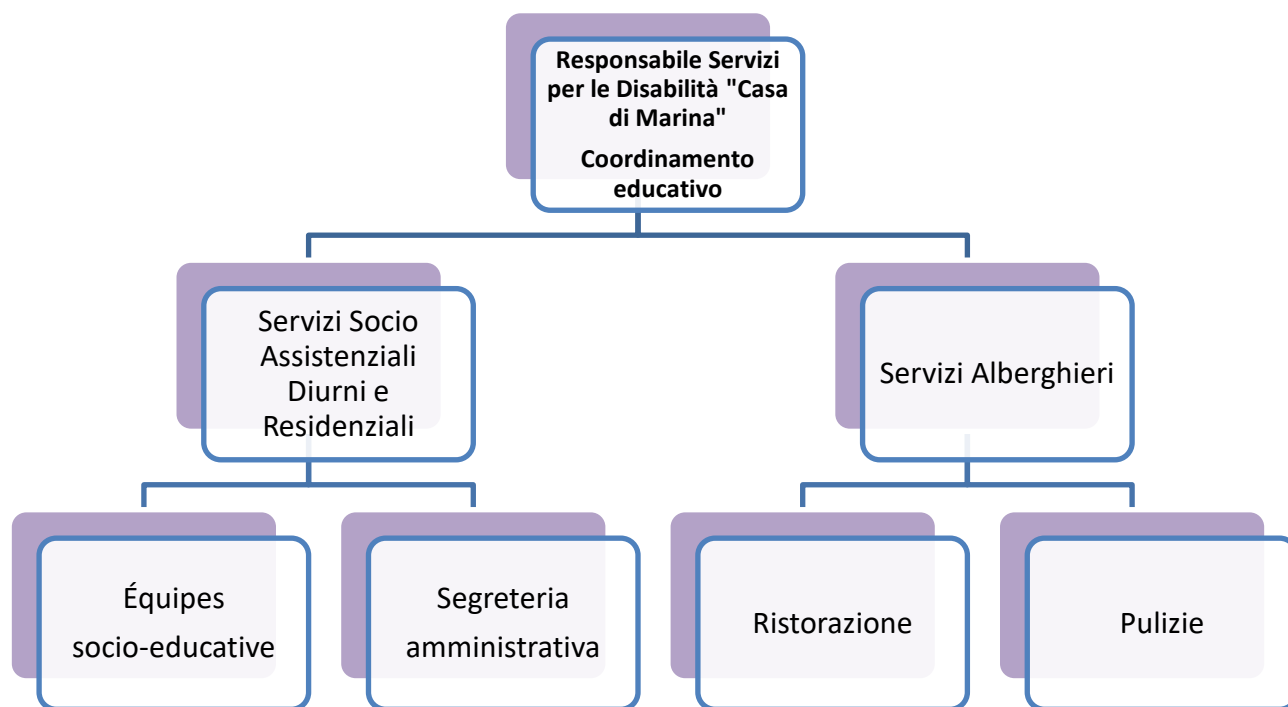 Responsabile Servizi
per le Disabilità "Casa
di Marina"
Coordinamento
educativo
Servizi Socio
Assistenziali
Diurni e
Residenziali
Servizi Alberghieri
Équipes
socio-educative
Segreteria
amministrativa
Ristorazione
Pulizie